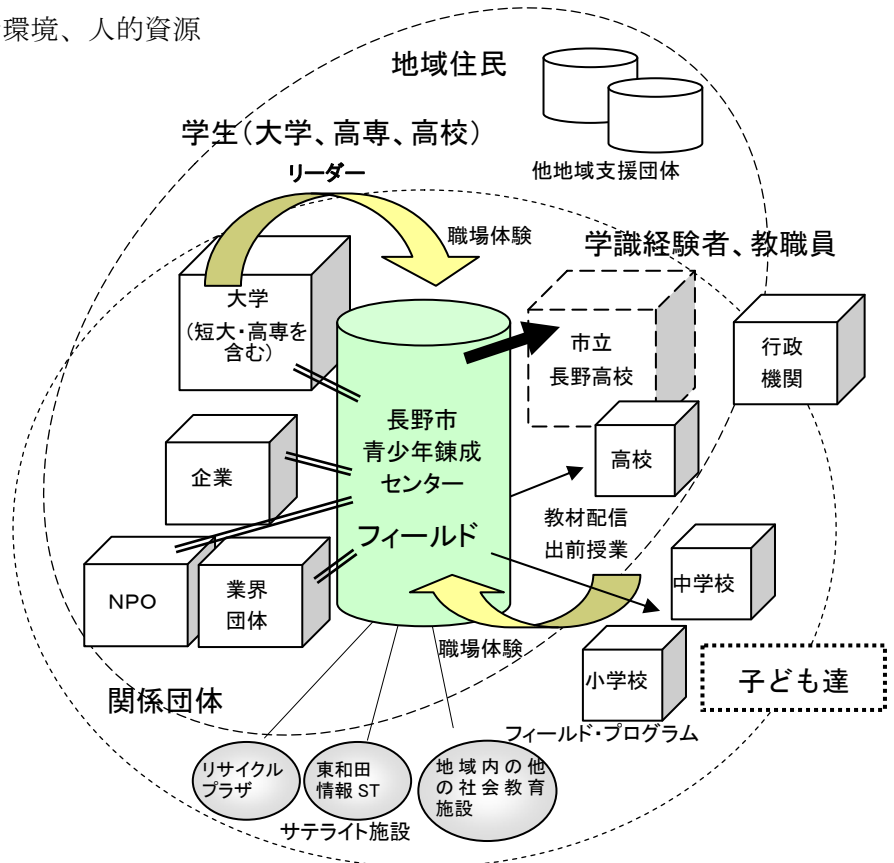 環境、人的資源
地域住民
他地域支援団体
学生(大学、高専、高校)
リーダー
職場体験
学識経験者、教職員
大学
(短大・高専を
含む)
市立
長野高校
行政
機関
長野市
青少年錬成
センター
フィールド
企業
高校
教材配信
出前授業
NPO
業界
団体
中学校
職場体験
小学校
子ども達
関係団体
フィールド・プログラム
リサイクル
プラザ
東和田
情報 ST
地域内の他
の社会教育
施設
サテライト施設